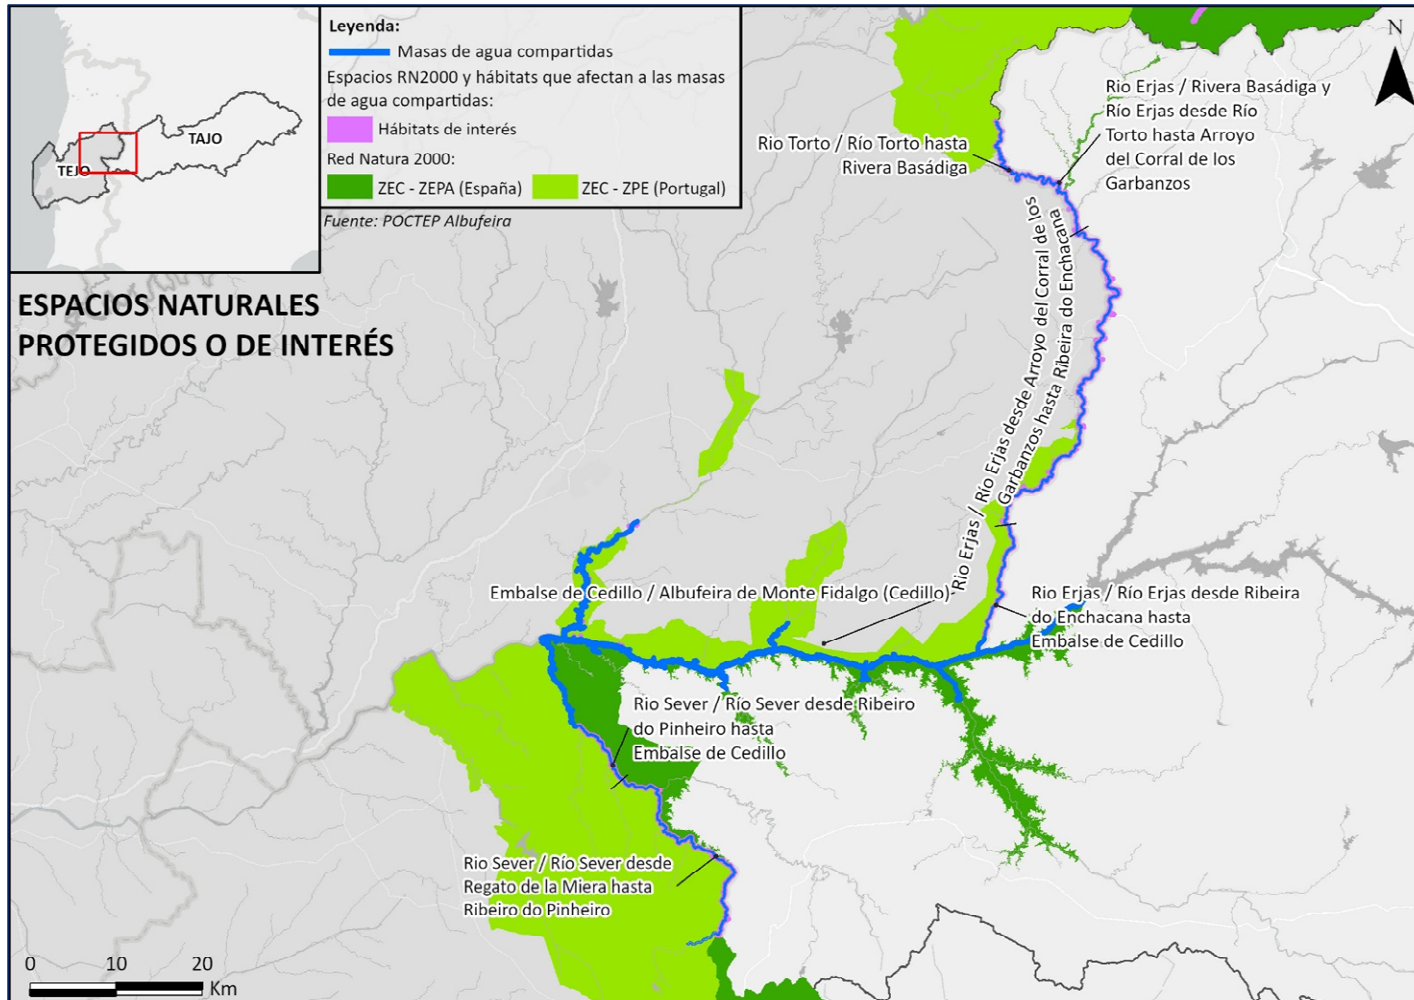 TAJO
TEJO
Leyenda:
Masas de agua compartidas
Espacios RN2000 y hábitats que afectan a las masas
de agua compartidas:
Hábitats de interés
Red Natura 2000:
ZEC - ZEPA (España)
ZEC - ZPE (Portugal)
Fuente: POCTEP Albufeira
N
ESPACIOS NATURALES
PROTEGIDOS O DE INTERÉS
Rio Erjas / Rivera Basádiga y
Río Erjas desde Río
Torto hasta Arroyo
del Corral de los
Garbanzos
Rio Torto / Río Torto hasta
Rivera Basádiga
Rio Erjas / Río Erjas desde Arroyo del Corral de los
Garbanzos hasta Ribeira do Enchacana
Embalse de Cedillo / Albufeira de Monte Fidalgo (Cedillo)
Rio Erjas / Río Erjas desde Ribeira
do Enchacana hasta
Embalse de Cedillo
Rio Sever / Río Sever desde Ribeiro
do Pinheiro hasta
Embalse de Cedillo
Rio Sever / Río Sever desde
Regato de la Miera hasta
Ribeiro do Pinheiro
0 10 20
Km